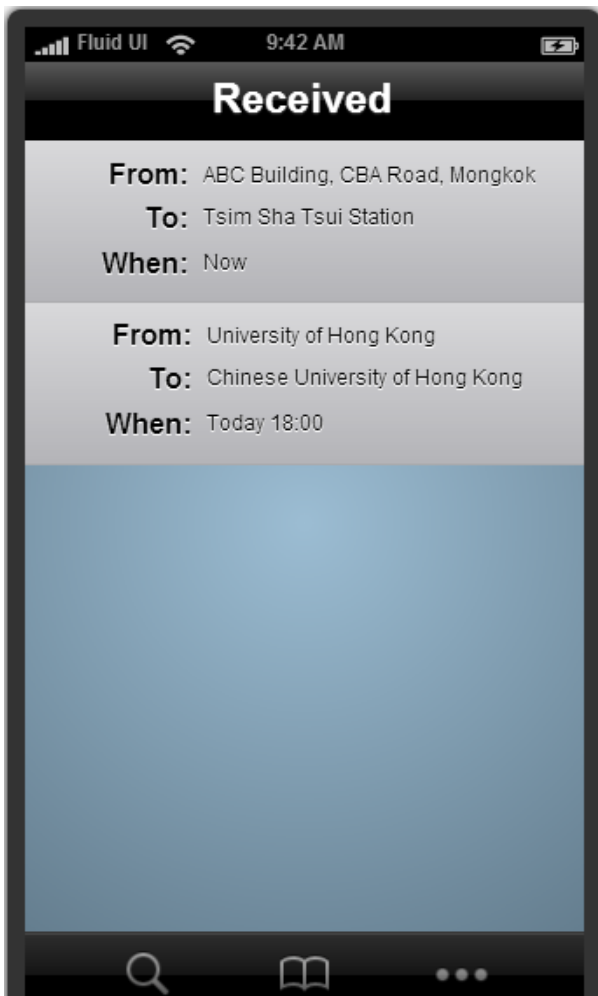 Fluid UI 9:42 AM
Received
From: ABC Building, CBA Road, Mongkok
To: Tsim Sha Tsui Station
When: Now
From: University of Hong Kong
To: Chinese University of Hong Kong
When: Today 18:00